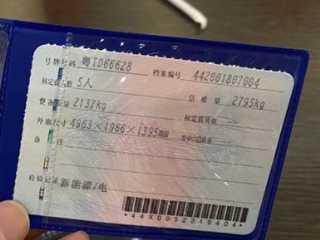 号牌号码 粤TD66628 档案编号 442001807904
核定载人数 5人 总质量 2795kg
整备质量 2137kg 核定载质量 --
外廓尺寸 4963×1966×1395mm 准牵引总质量 --
备注
检验记录 新能源/电
*44X0052319404*